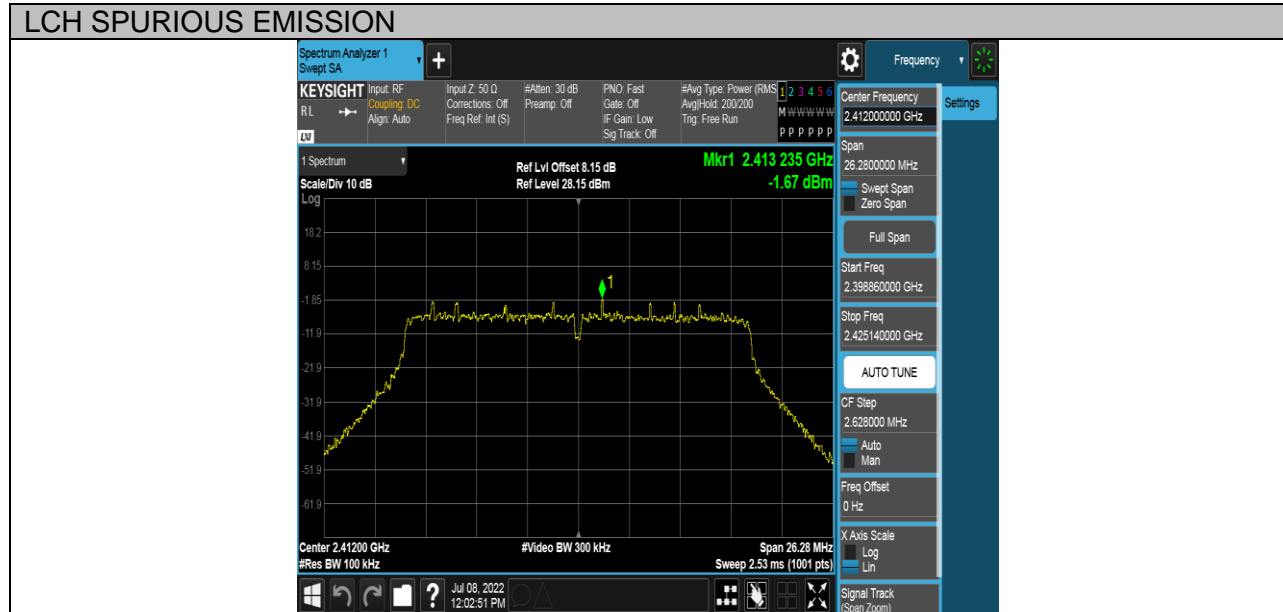 LCH SPURIOUS EMISSION
Spectrum Analyzer 1
Swept SA
+
Frequency
KEYSIGHT
RL
LXI
Input: RF
Coupling: DC
Align: Auto
Input Z: 50 Ω
Corrections: Off
Freq Ref: Int (S)
#Atten: 30 dB
Preamp: Off
PNO: Fast
Gate: Off
IF Gain: Low
Sig Track: Off
#Avg Type: Power (RMS
Avg|Hold: 200/200
Trig: Free Run
1 2 3 4 5 6
M W W W W W
P P P P P P
Center Frequency
2.412000000 GHz
Settings
1 Spectrum
Scale/Div 10 dB
Log
Ref Lvl Offset 8.15 dB
Ref Level 28.15 dBm
Mkr1 2.413 235 GHz
-1.67 dBm
18.2
8.15
-1.85
-11.9
-21.9
-31.9
-41.9
-51.9
-61.9
1
Center 2.41200 GHz
#Res BW 100 kHz
#Video BW 300 kHz
Span 26.28 MHz
Sweep 2.53 ms (1001 pts)
Span
26.2800000 MHz
Swept Span
Zero Span
Full Span
Start Freq
2.398860000 GHz
Stop Freq
2.425140000 GHz
AUTO TUNE
CF Step
2.628000 MHz
Auto
Man
Freq Offset
0 Hz
X Axis Scale
Log
Lin
Signal Track
(Span Zoom)
?
Jul 08, 2022
12:02:51 PM